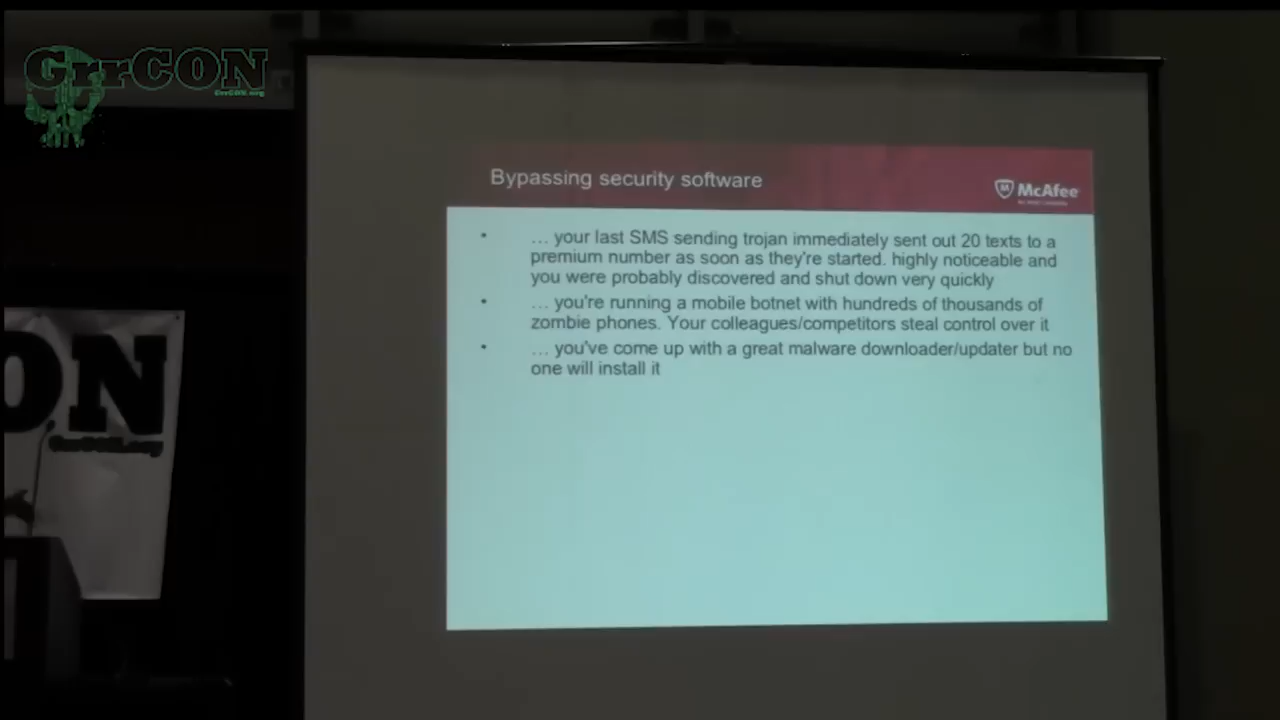 GrrCON
GrrCON.org
Bypassing security software
McAfee
• … your last SMS sending trojan immediately sent out 20 texts to a
premium number as soon as they're started. highly noticeable and
you were probably discovered and shut down very quickly
• … you're running a mobile botnet with hundreds of thousands of
zombie phones. Your colleagues/competitors steal control over it
• … you've come up with a great malware downloader/updater but no
one will install it
ON
GrrCON.org